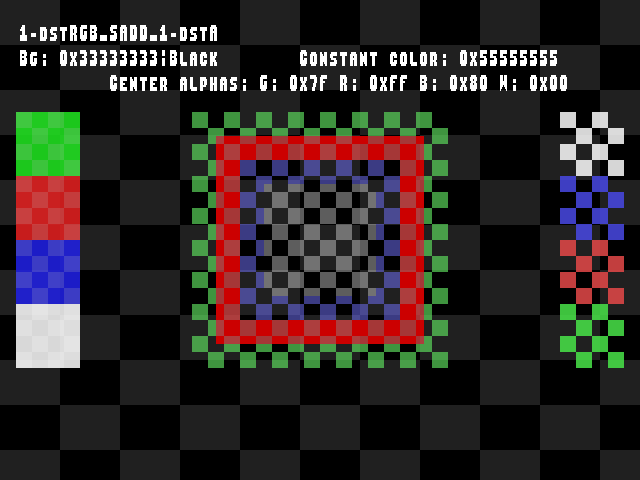 1-dstRGB_SADD_1-dstA
Bg: 0x33333333¦Black Constant color: 0x55555555
Center alphas: G: 0x7F R: 0xFF B: 0x80 W: 0x00